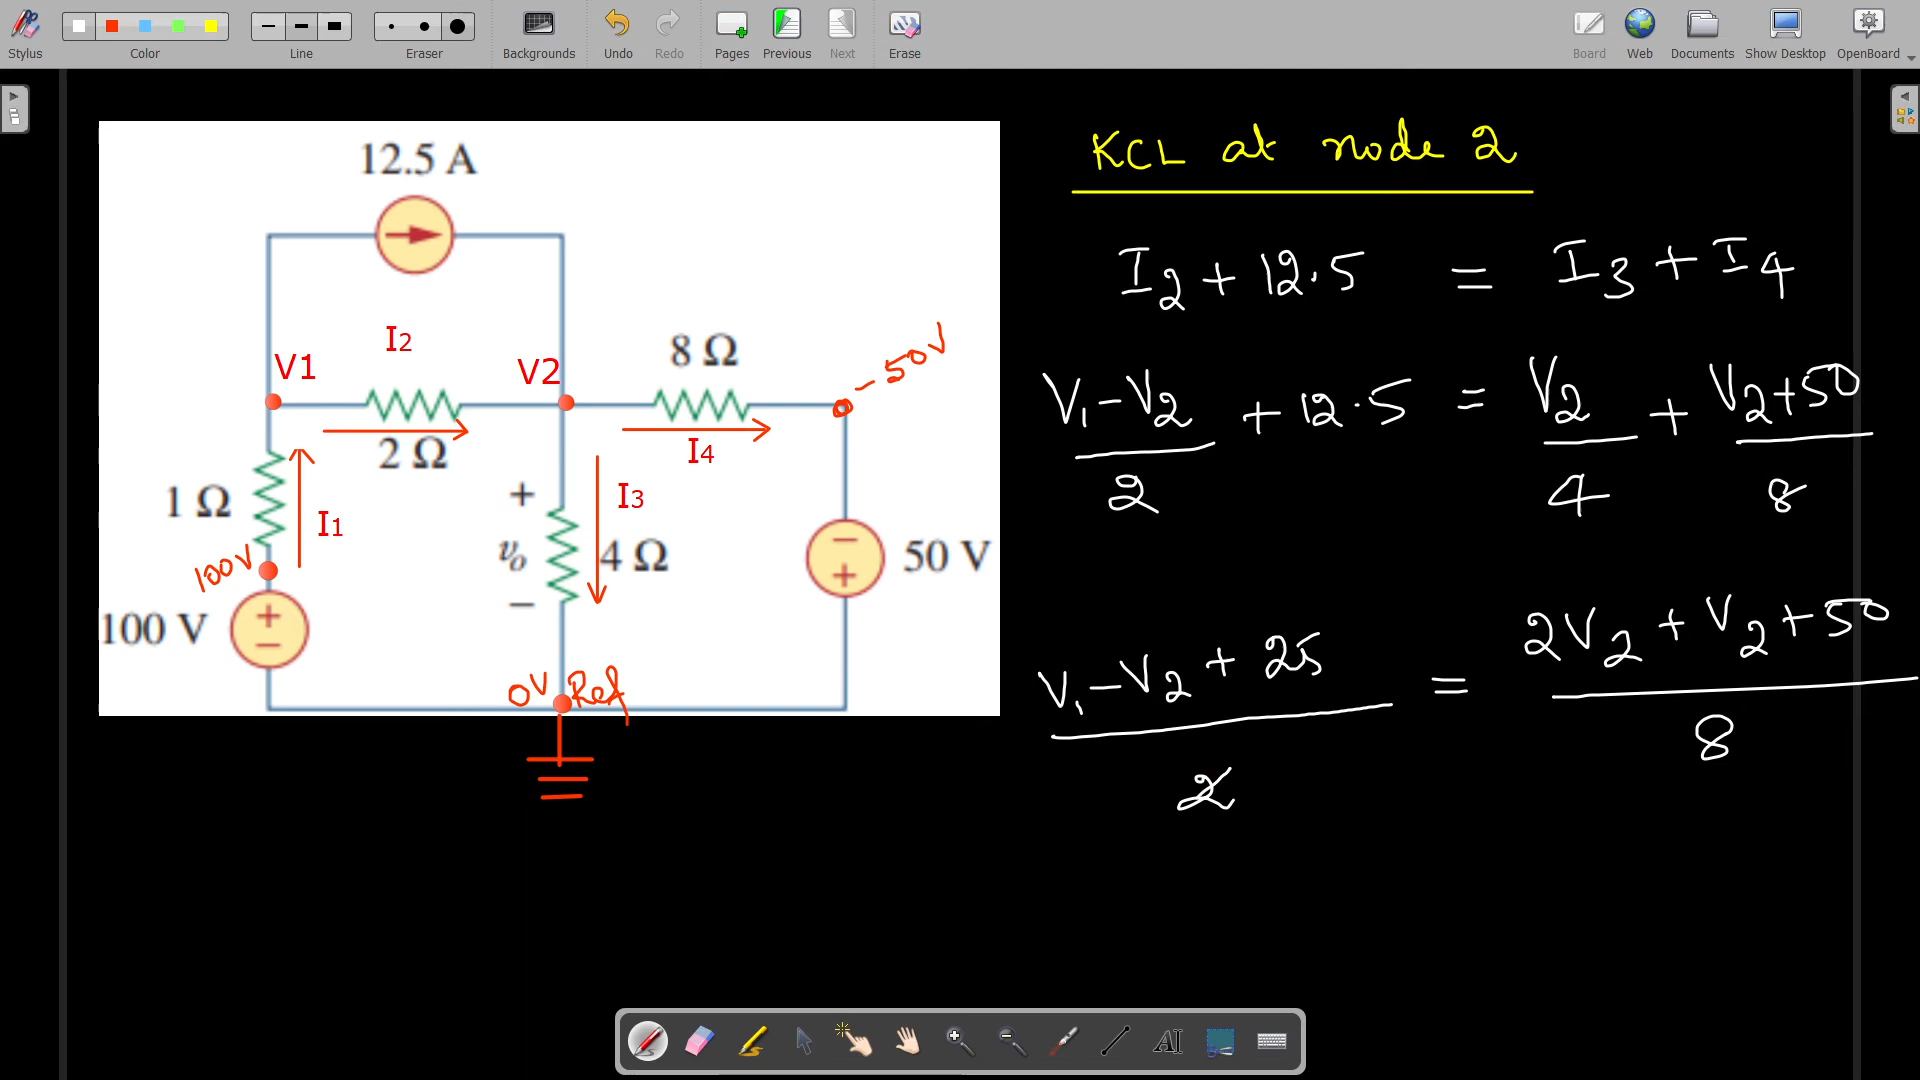 Stylus Color Line Eraser Backgrounds Undo Redo Pages Previous Next Erase Board Web Documents Show Desktop OpenBoard
12.5 A
V1 I2 V2 8 Ω -50V
2 Ω I4
1 Ω I1 + I3
100V vo 4 Ω − + 50 V
100 V + − −
0V Ref
KCL at node 2
I2 + 12.5 = I3 + I4
V1-V2/2 + 12.5 = V2/4 + V2+50/8
V1-V2+25/2 = 2V2+V2+50/8
AI